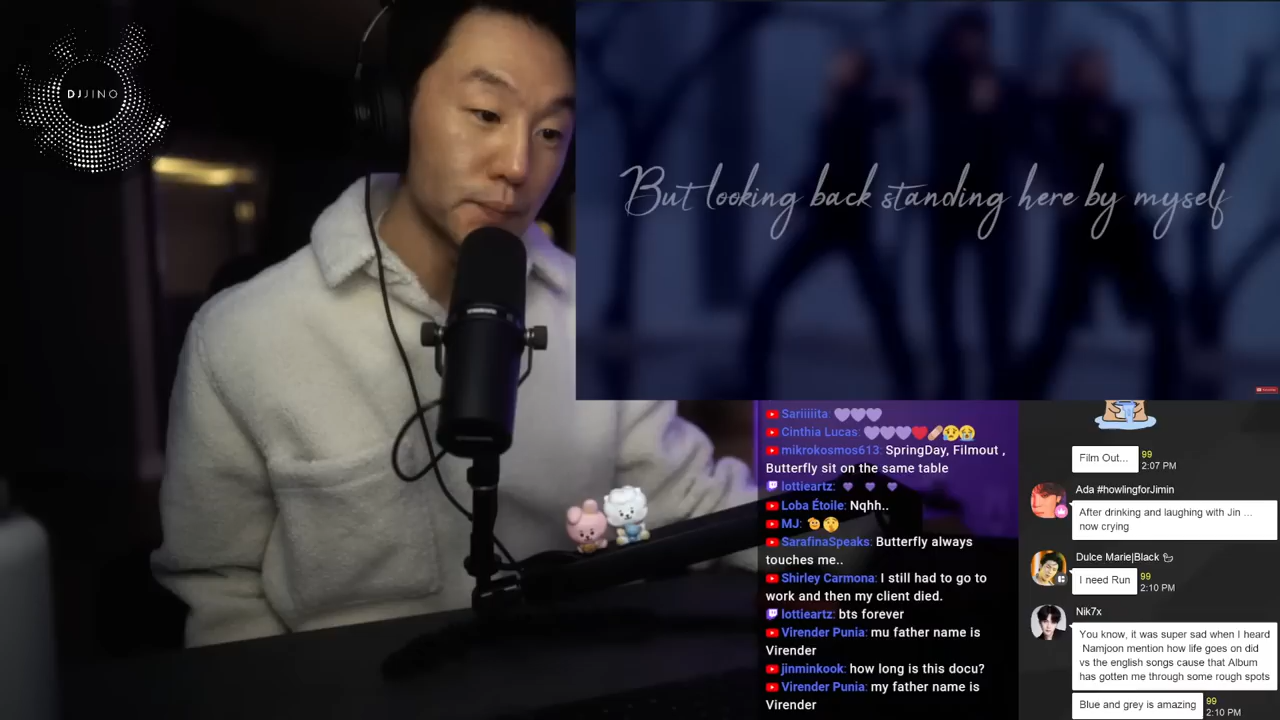 DJJINO
But looking back standing here by myself
Sariiiiita: 💜💜💜
Cinthia Lucas: 💜💜💜❤️🩹😢😭
mikrokosmos613: SpringDay, Filmout ,
Butterfly sit on the same table
lottieartz: 💜 💜 💜
Loba Étoile: Nqhh..
MJ:
SarafinaSpeaks: Butterfly always
touches me..
Shirley Carmona: I still had to go to
work and then my client died.
lottieartz: bts forever
Virender Punia: mu father name is
Virender
jinminkook: how long is this docu?
Virender Punia: my father name is
Virender
Film Out...
99
2:07 PM
Ada #howlingforJimin
After drinking and laughing with Jin ...
now crying
Dulce Marie|Black
I need Run
99
2:10 PM
Nik7x
You know, it was super sad when I heard
Namjoon mention how life goes on did
vs the english songs cause that Album
has gotten me through some rough spots
Blue and grey is amazing
99
2:10 PM